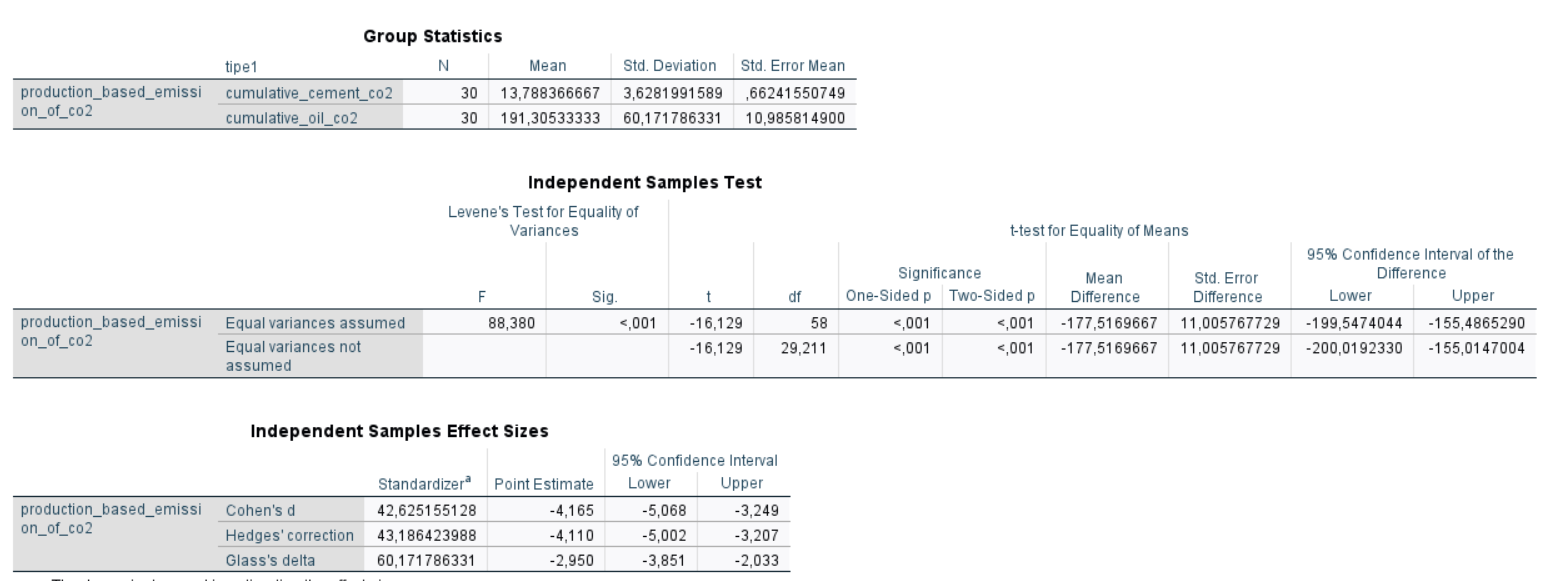 Group Statistics
tipe1 N Mean Std. Deviation Std. Error Mean
production_based_emissi cumulative_cement_co2 30 13,788366667 3,6281991589 ,66241550749
on_of_co2 cumulative_oil_co2 30 191,30533333 60,171786331 10,985814900
Independent Samples Test
Levene's Test for Equality of
Variances
t-test for Equality of Means
F Sig. t df
Significance
One-Sided p Two-Sided p
Mean
Difference
Std. Error
Difference
95% Confidence Interval of the
Difference
Lower Upper
production_based_emissi Equal variances assumed 88,380 <,001 -16,129 58 <,001 <,001 -177,5169667 11,005767729 -199,5474044 -155,4865290
on_of_co2 Equal variances not -16,129 29,211 <,001 <,001 -177,5169667 11,005767729 -200,0192330 -155,0147004
assumed
Independent Samples Effect Sizes
95% Confidence Interval
Standardizerᵃ Point Estimate Lower Upper
production_based_emissi Cohen's d 42,625155128 -4,165 -5,068 -3,249
on_of_co2 Hedges' correction 43,186423988 -4,110 -5,002 -3,207
Glass's delta 60,171786331 -2,950 -3,851 -2,033